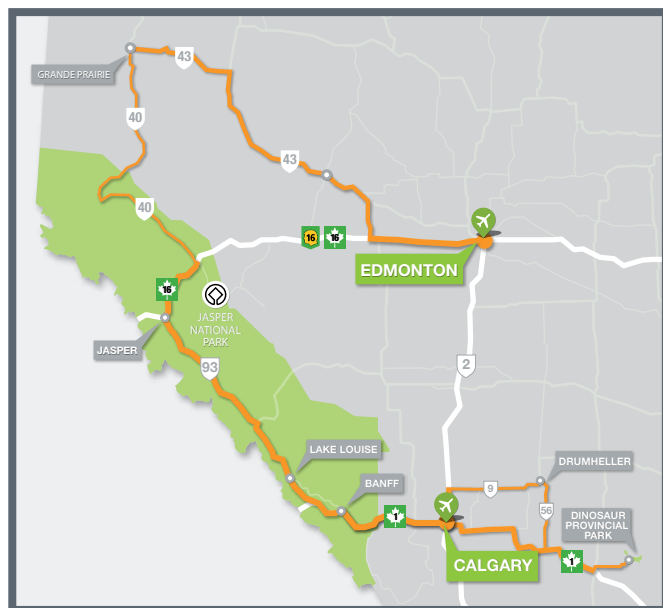 43
GRANDE PRAIRIE
40
43
40
16 16
EDMONTON
16
JASPER
NATIONAL
PARK
JASPER
93
2
LAKE LOUISE
DRUMHELLER
BANFF
9
56
DINOSAUR
PROVINCIAL
PARK
1
CALGARY
1